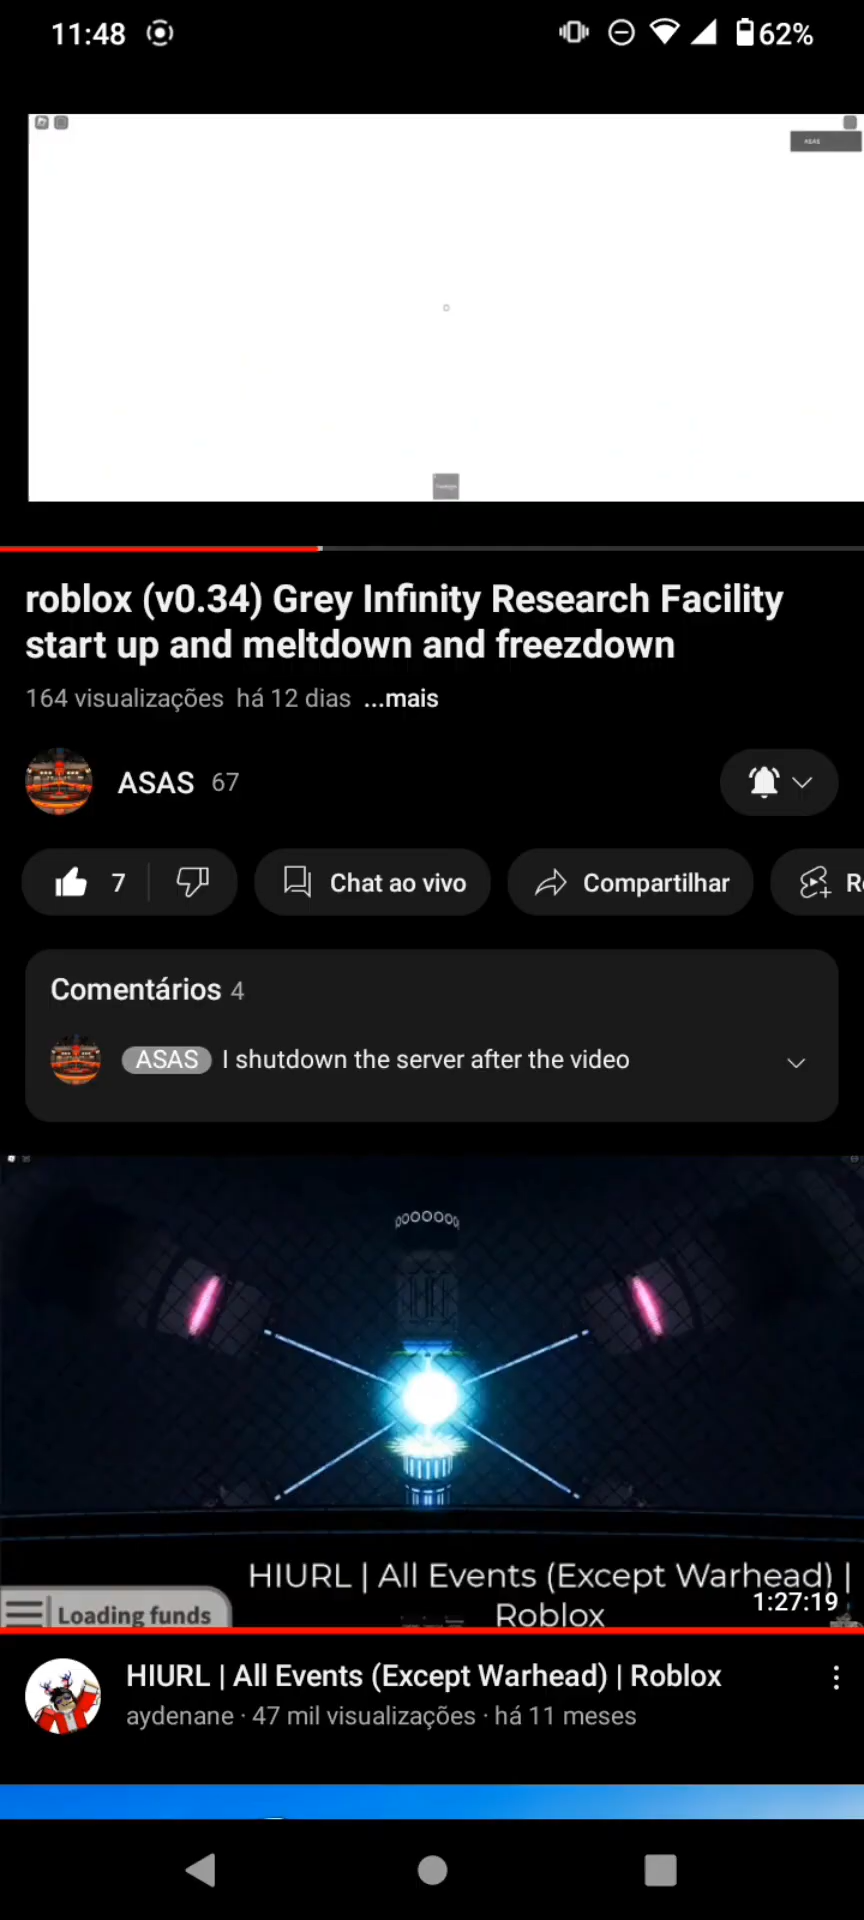 11:48
62%
ASAS
roblox (v0.34) Grey Infinity Research Facility
start up and meltdown and freezdown
164 visualizações há 12 dias ...mais
ASAS 67
7
Chat ao vivo
Compartilhar
Comentários 4
ASAS I shutdown the server after the video
HIURL | All Events (Except Warhead) |
Roblox
1:27:19
Loading funds
HIURL | All Events (Except Warhead) | Roblox
aydenane · 47 mil visualizações · há 11 meses